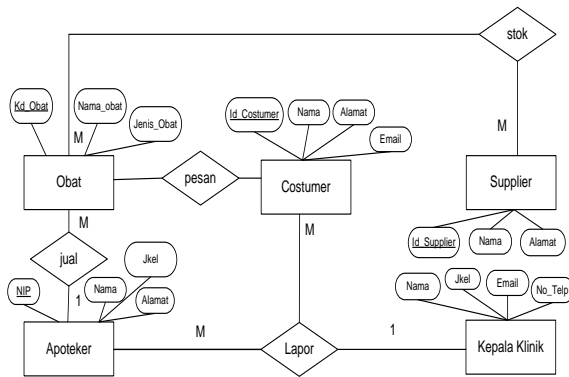 stok
Kd_Obat
Nama_obat
Jenis_Obat
Id_Costumer
Nama
Alamat
Email
M
M
Obat
pesan
Costumer
Supplier
M
M
Id_Supplier
Nama
Alamat
jual
NIP
Nama
Jkel
Alamat
1
Nama
Jkel
Email
No_Telp
Apoteker
M
Lapor
1
Kepala Klinik